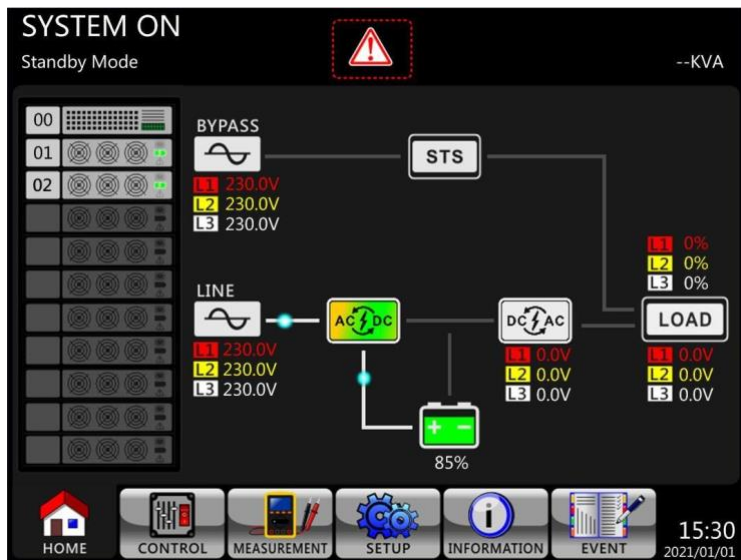 SYSTEM ON
Standby Mode
--KVA
00
01
02
BYPASS
L1 230.0V
L2 230.0V
L3 230.0V
STS
L1 0%
L2 0%
L3 0%
LINE
L1 230.0V
L2 230.0V
L3 230.0V
AC DC
DC AC
L1 0.0V
L2 0.0V
L3 0.0V
LOAD
L1 0.0V
L2 0.0V
L3 0.0V
+ −
85%
HOME
CONTROL
MEASUREMENT
SETUP
INFORMATION
EVENT
15:30
2021/01/01